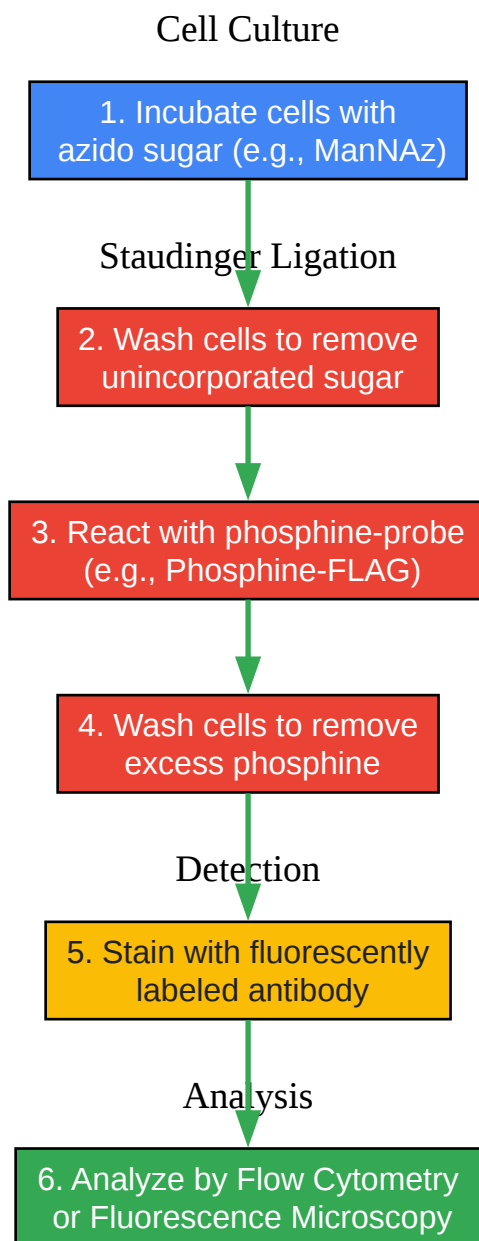 Cell Culture
1. Incubate cells with
azido sugar (e.g., ManNAz)
Staudinger Ligation
2. Wash cells to remove
unincorporated sugar
3. React with phosphine-probe
(e.g., Phosphine-FLAG)
4. Wash cells to remove
excess phosphine
Detection
5. Stain with fluorescently
labeled antibody
Analysis
6. Analyze by Flow Cytometry
or Fluorescence Microscopy